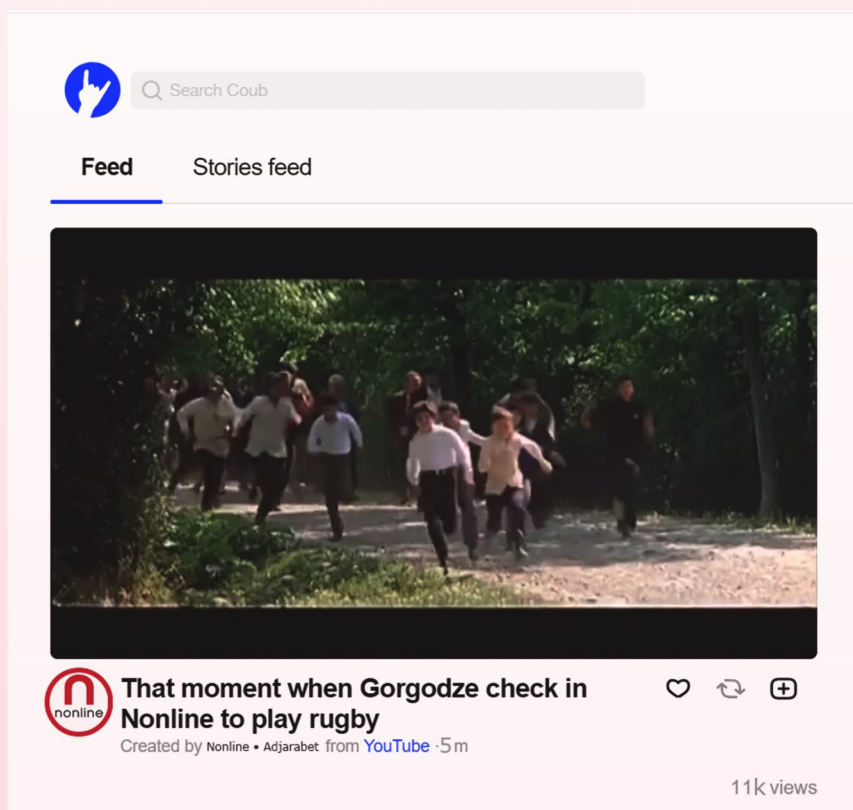 Search Coub
Feed Stories feed
nonline
That moment when Gorgodze check in
Nonline to play rugby
Created by Nonline • Adjarabet from YouTube ·5m
11k views